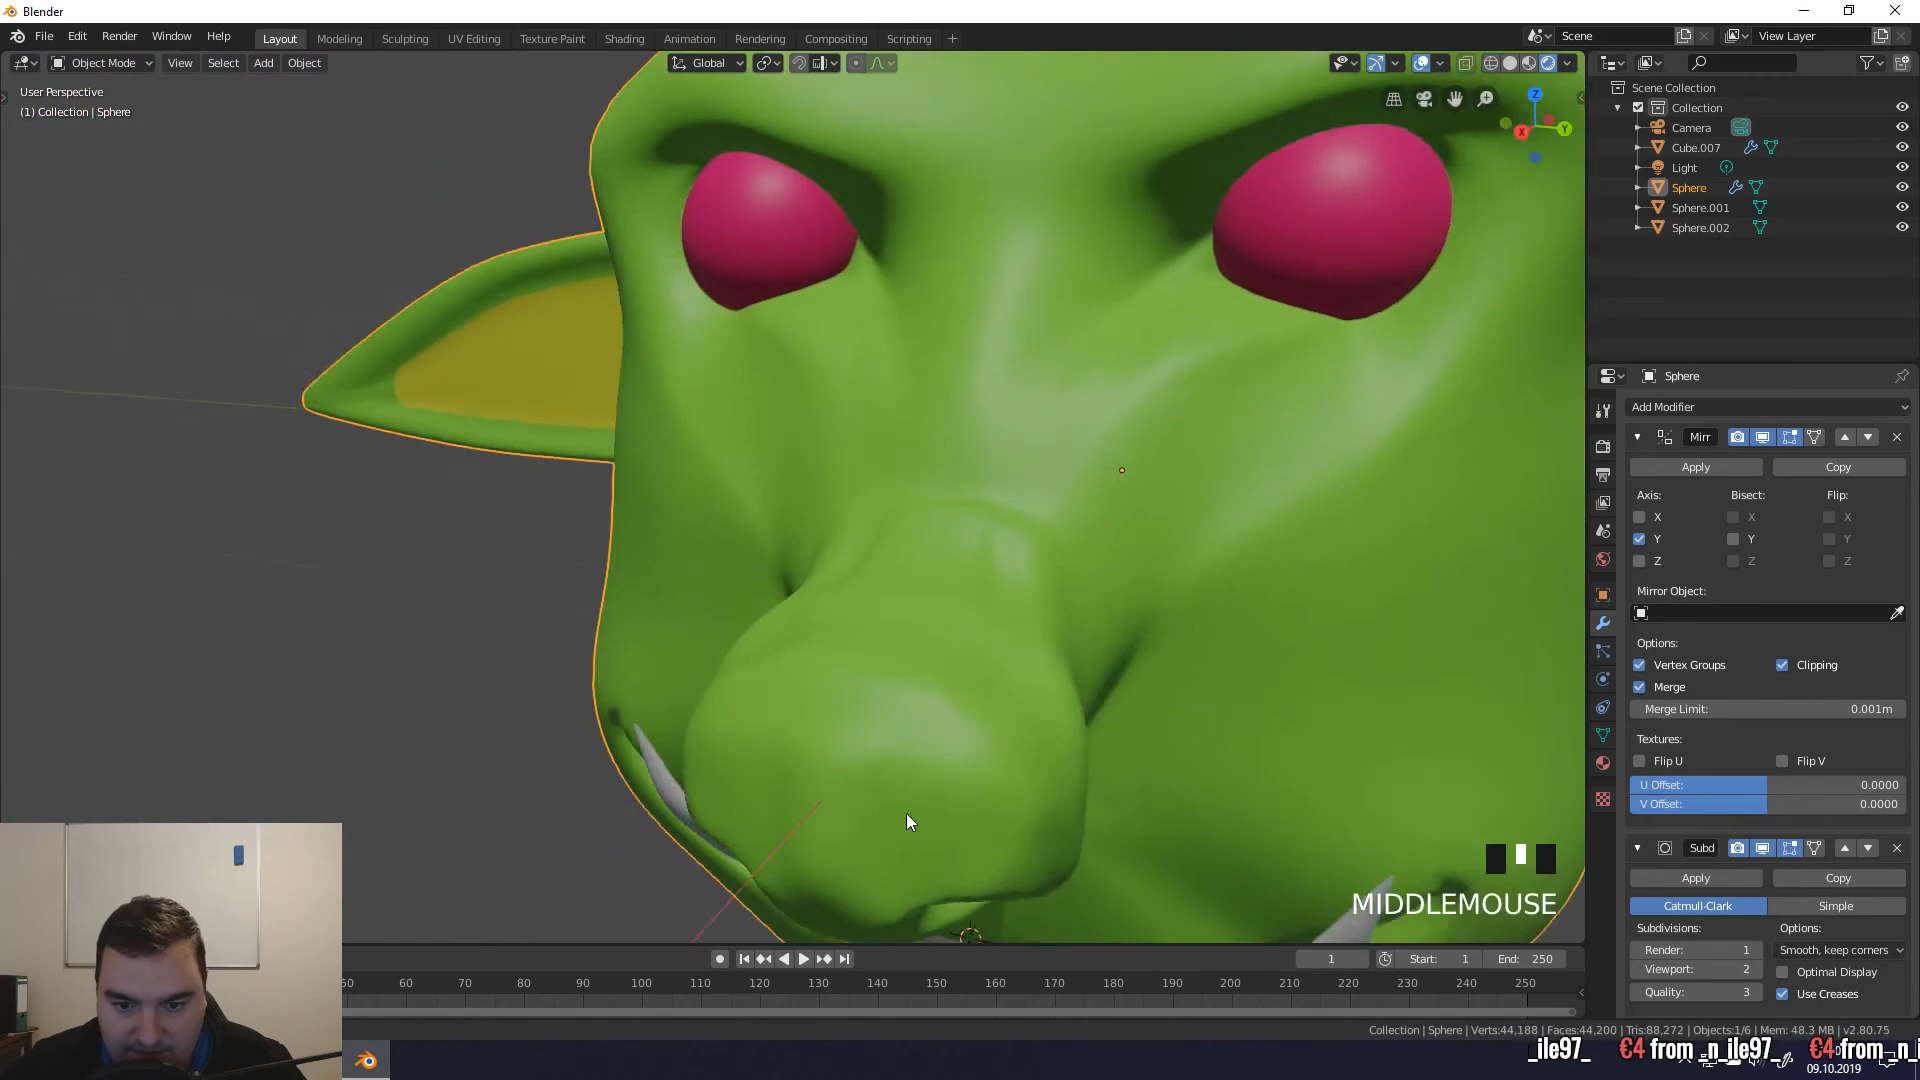 Blender
File Edit Render Window Help
Layout Modeling Sculpting UV Editing Texture Paint Shading Animation Rendering Compositing Scripting +
Scene
View Layer
Object Mode View Select Add Object
Global
User Perspective
(1) Collection | Sphere
Z
X
Y
Scene Collection
Collection
Camera
Cube.007
Light
Sphere
Sphere.001
Sphere.002
Sphere
Add Modifier
Mirr
Apply Copy
Axis: Bisect: Flip:
X X X
Y Y Y
Z Z Z
Mirror Object:
Options:
Vertex Groups Clipping
Merge
Merge Limit: 0.001m
Textures:
Flip U Flip V
U Offset: 0.0000
V Offset: 0.0000
Subd
Apply Copy
Catmull-Clark Simple
Subdivisions: Options:
Render: 1 Smooth, keep corners
Viewport: 2 Optimal Display
Quality: 3 Use Creases
MIDDLEMOUSE
1 Start: 1 End: 250
50 60 70 80 90 100 110 120 130 140 150 160 170 180 190 200 210 220 230 240 250
Collection | Sphere | Verts:44,188 | Faces:44,200 | Tris:88,272 | Objects:1/6 | Mem: 48.3 MB | v2.80.75
_ile97_ €4 from _n_ile97_ €4 from _n_i
09.10.2019